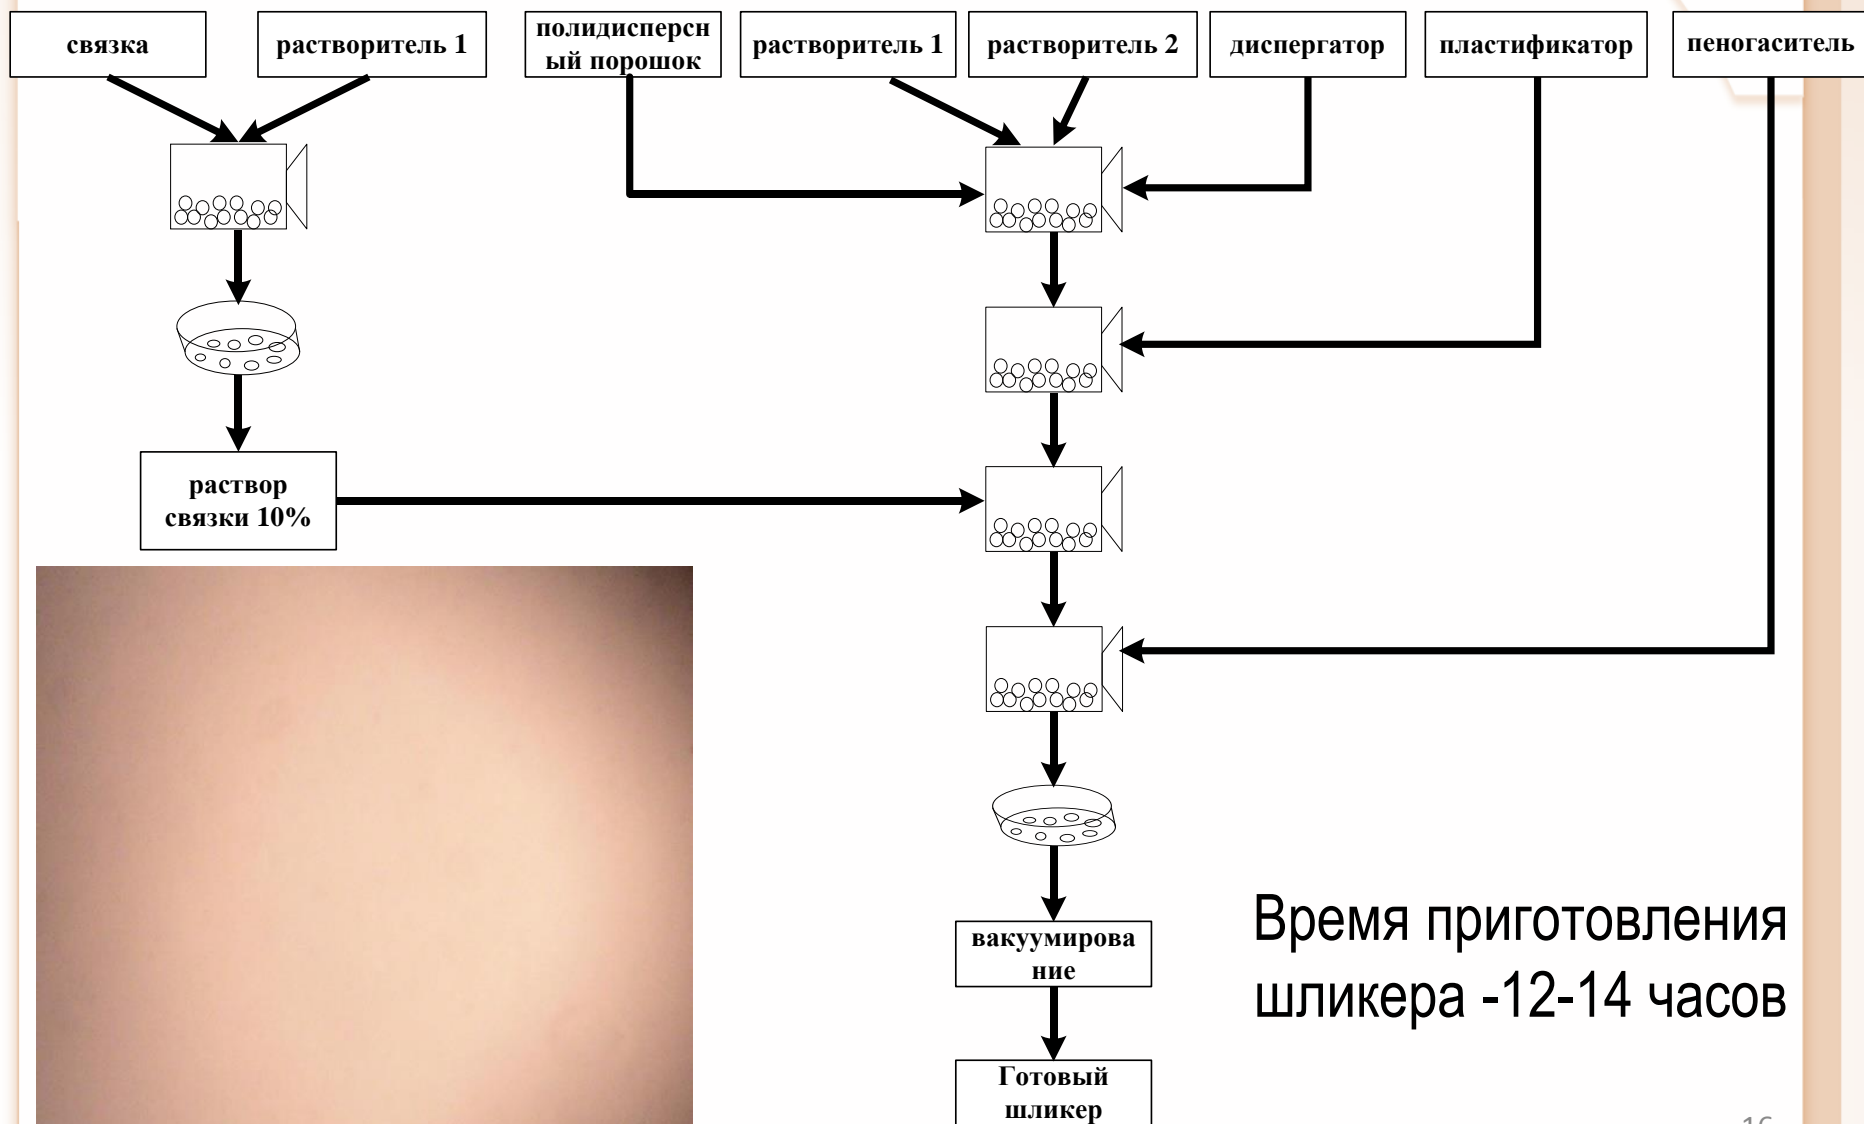 связка
растворитель 1
полидисперсн
ый порошок
растворитель 1
растворитель 2
диспергатор
пластификатор
пеногаситель
раствор
связки 10%
вакуумирова
ние
Время приготовления
шликера -12-14 часов
Готовый
шликер
16